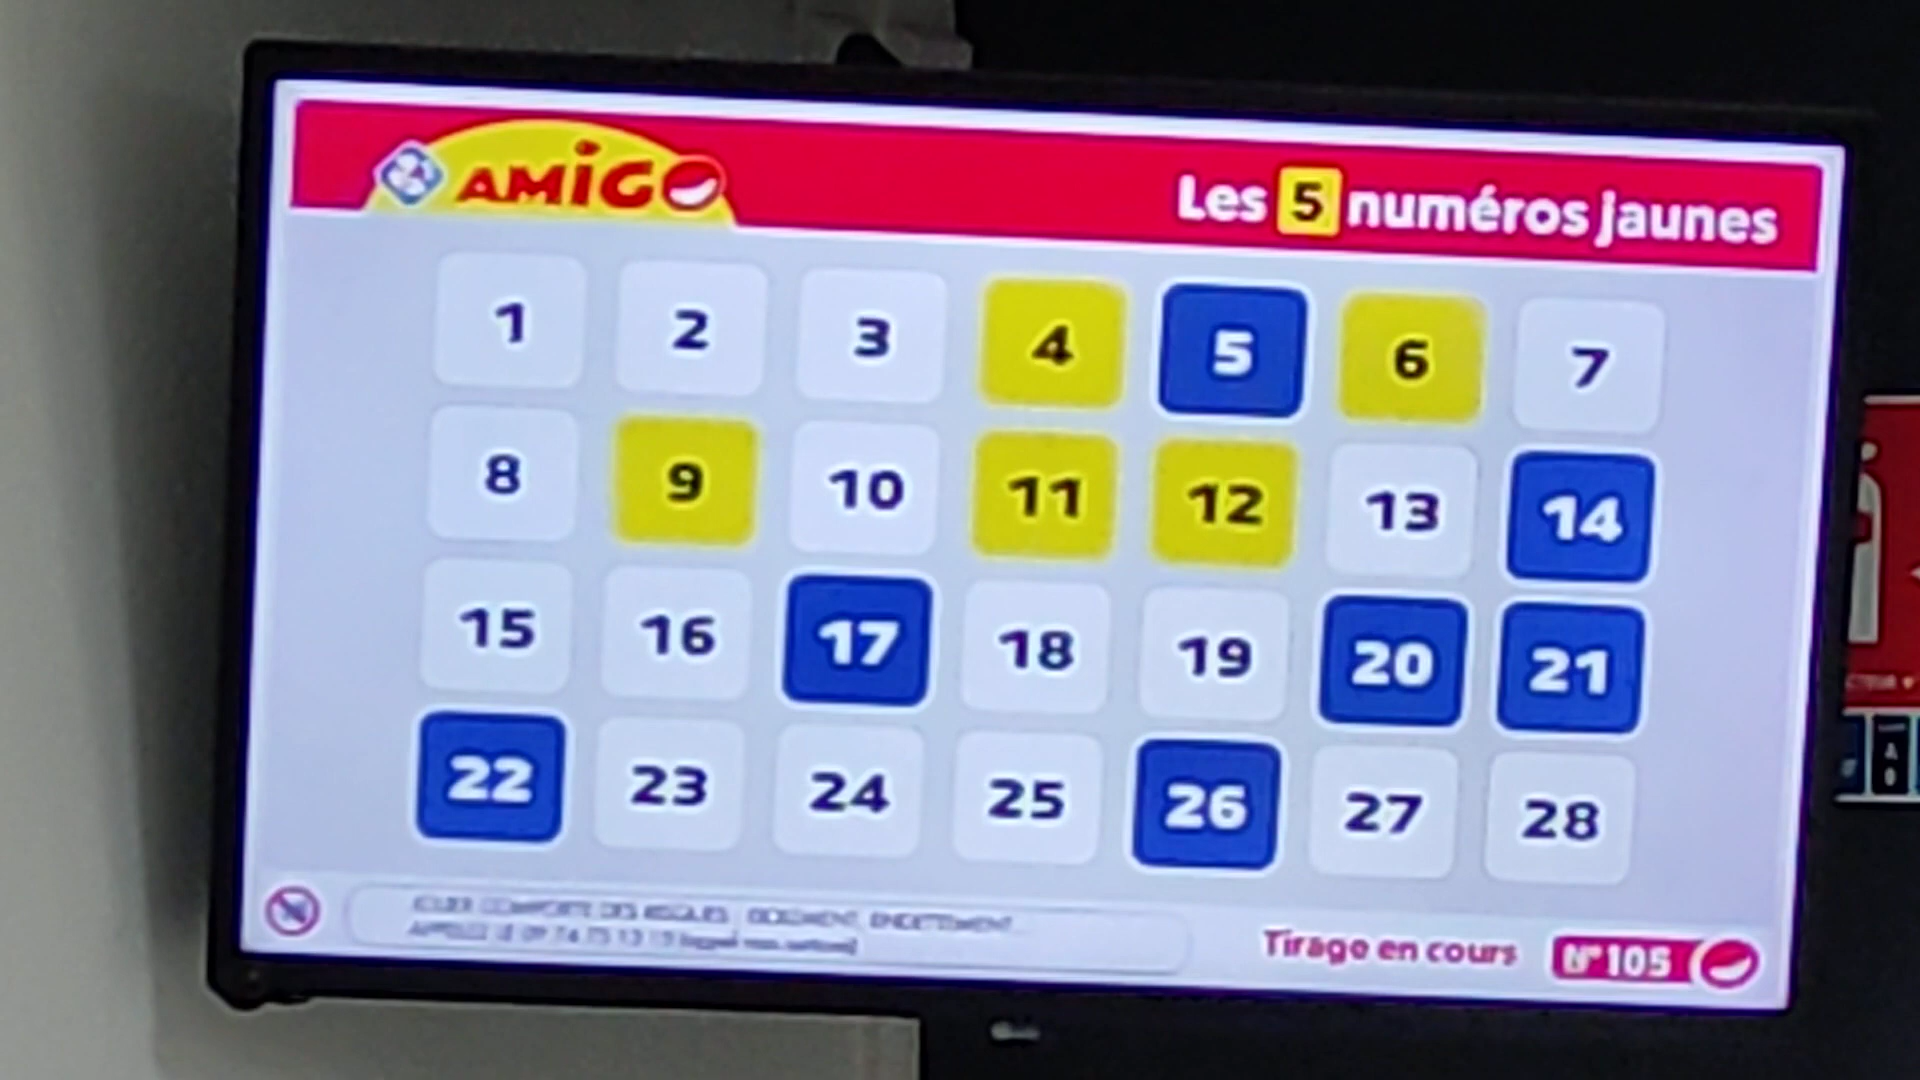 AMiGO
Les 5 numéros jaunes
1 2 3 4 5 6 7
8 9 10 11 12 13 14
15 16 17 18 19 20 21
22 23 24 25 26 27 28
Tirage en cours N°105